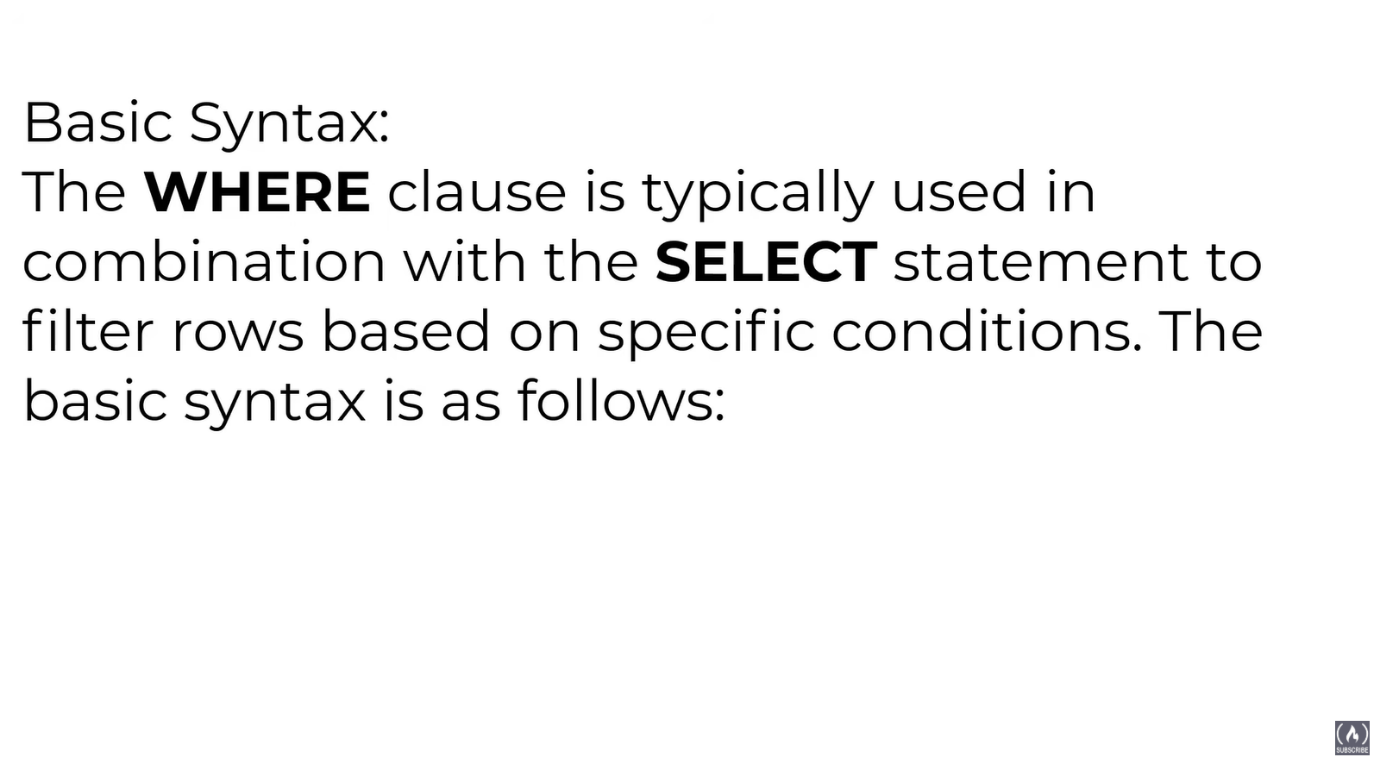 Basic Syntax:
The WHERE clause is typically used in
combination with the SELECT statement to
filter rows based on specific conditions. The
basic syntax is as follows:
SUBSCRIBE